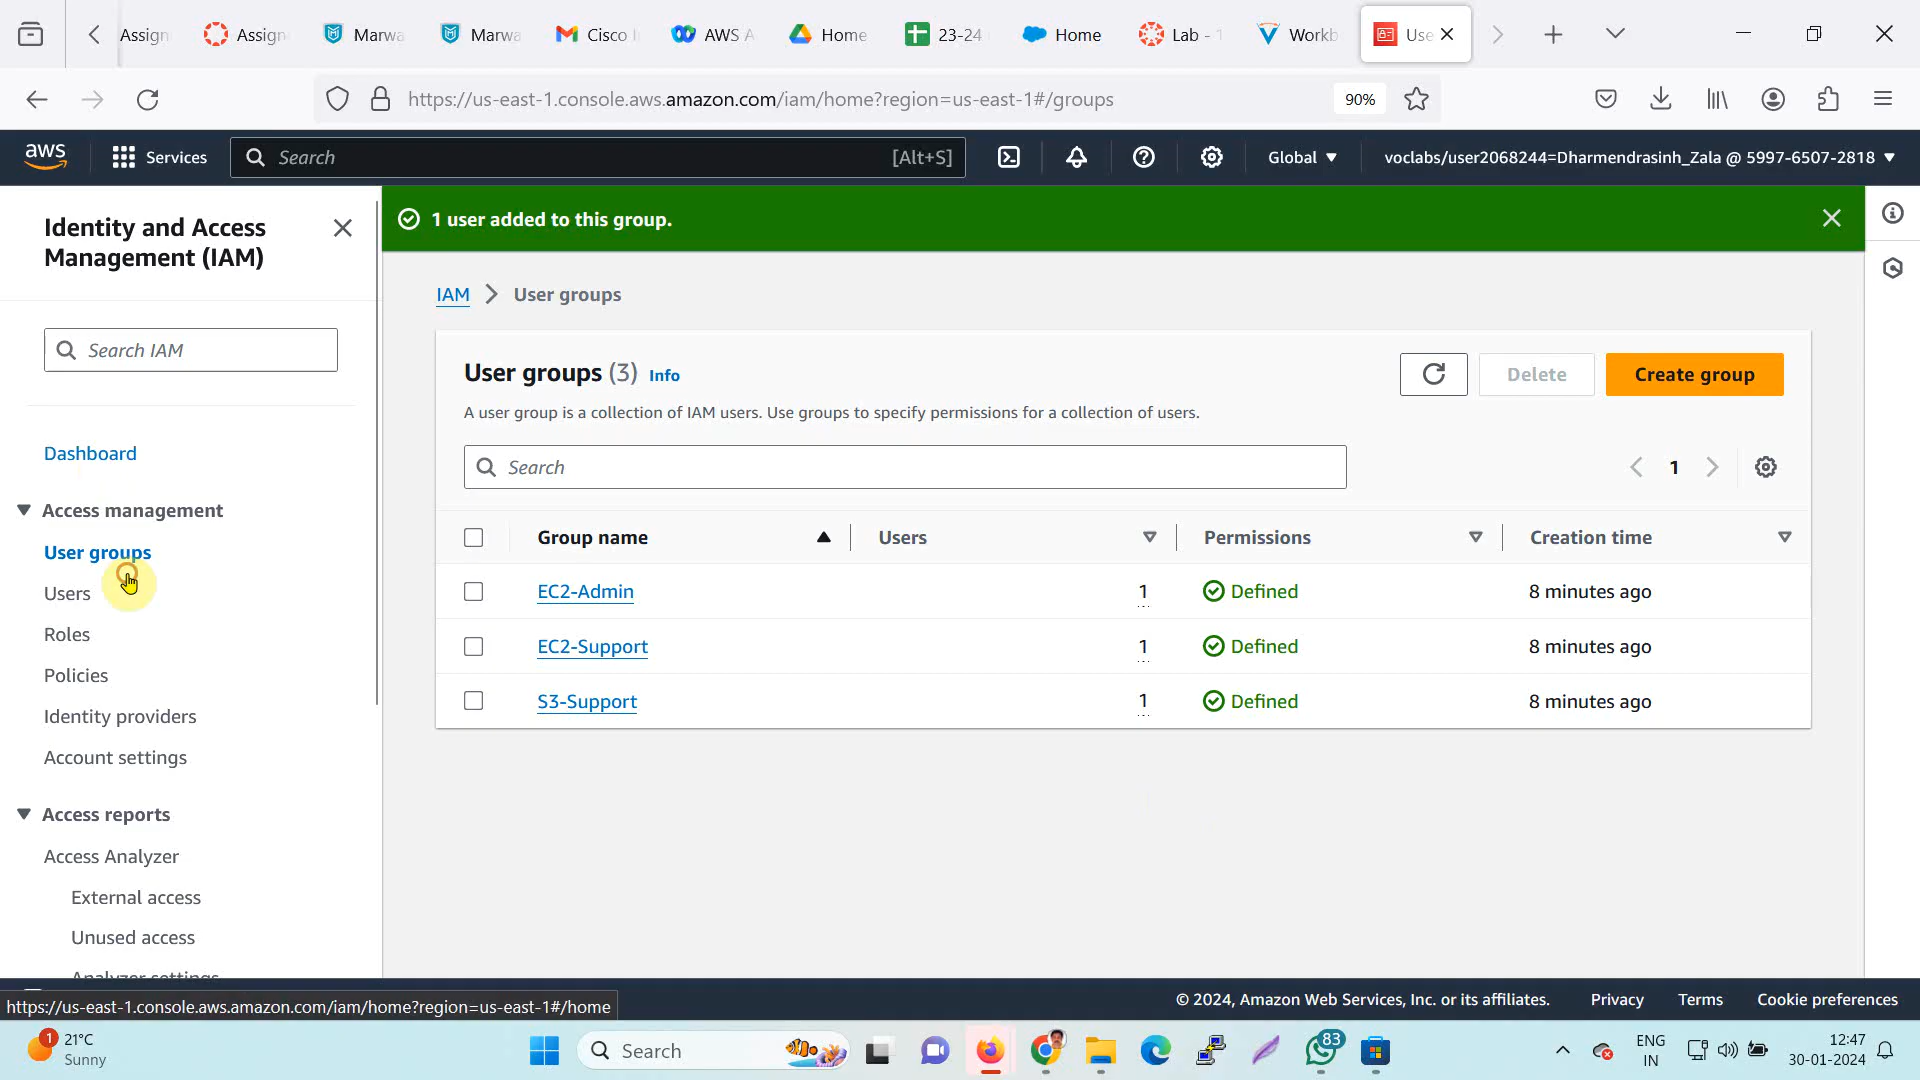 Assign
Assign
Marwa
Marwa
Cisco I
AWS A
Home
23-24
Home
Lab - 1
Workb
Use
https://us-east-1.console.aws.amazon.com/iam/home?region=us-east-1#/groups
90%
aws
Services
Search
[Alt+S]
Global
voclabs/user2068244=Dharmendrasinh_Zala @ 5997-6507-2818
Identity and Access
Management (IAM)
Search IAM
Dashboard
Access management
User groups
Users
Roles
Policies
Identity providers
Account settings
Access reports
Access Analyzer
External access
Unused access
Analyzer settings
1 user added to this group.
IAM
User groups
User groups (3) Info
Delete
Create group
A user group is a collection of IAM users. Use groups to specify permissions for a collection of users.
Search
1
Group name
Users
Permissions
Creation time
EC2-Admin
1
Defined
8 minutes ago
EC2-Support
1
Defined
8 minutes ago
S3-Support
1
Defined
8 minutes ago
https://us-east-1.console.aws.amazon.com/iam/home?region=us-east-1#/home
© 2024, Amazon Web Services, Inc. or its affiliates.
Privacy
Terms
Cookie preferences
1
21°C
Sunny
Search
83
ENG
IN
12:47
30-01-2024